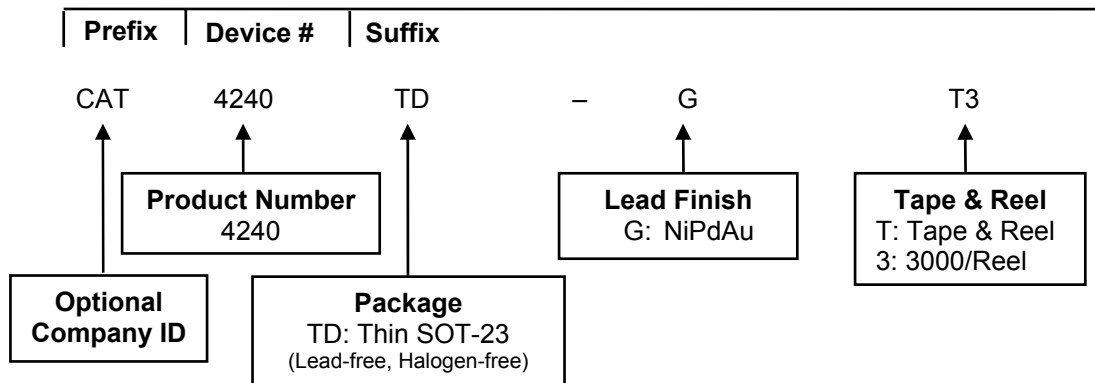 Prefix Device # Suffix
CAT 4240 TD – G T3
Product Number
4240
Lead Finish
G: NiPdAu
Tape & Reel
T: Tape & Reel
3: 3000/Reel
Optional
Company ID
Package
TD: Thin SOT-23
(Lead-free, Halogen-free)